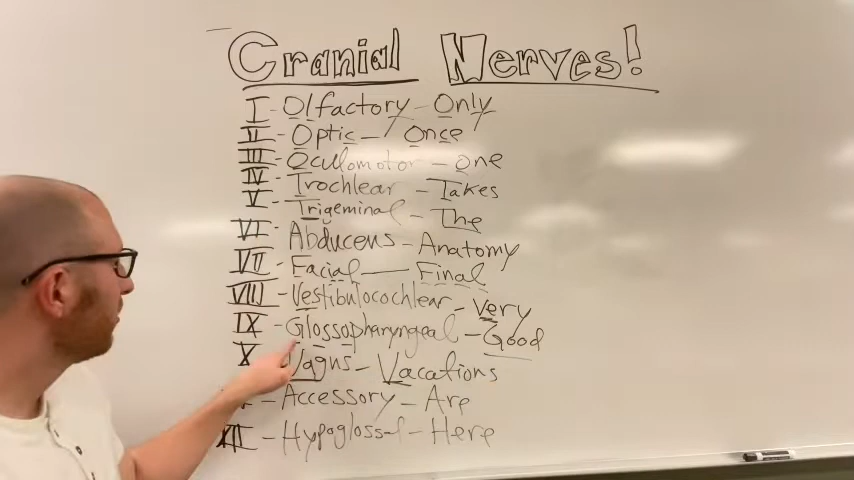 Cranial Nerves!
I - Olfactory - Only
II - Optic - Once
III - Oculomotor - One
IV - Trochlear - Takes
V - Trigeminal - The
VI - Abducens - Anatomy
VII - Facial - Final
VIII - Vestibulocochlear - Very
IX - Glossopharyngeal - Good
X Vagus - Vacations
- Accessory - Are
XII - Hypoglossal - Here